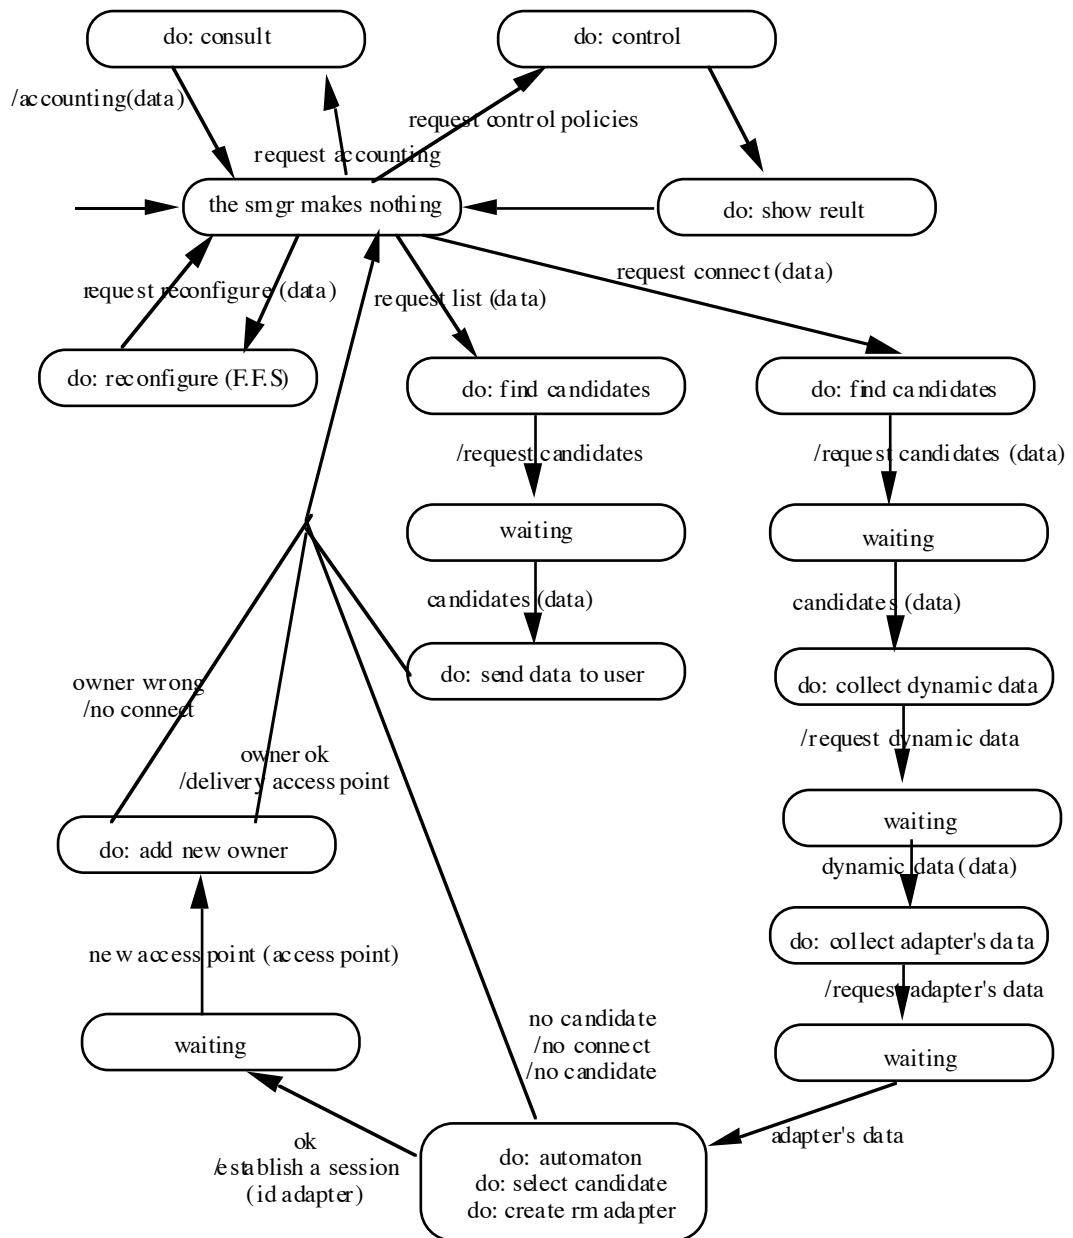 do: consult
do: control
/accounting(data)
request control policies
request accounting
the smgr makes nothing
do: show reult
request connect (data)
request reconfigure (data)
request list (data)
do: reconfigure (F.F.S)
do: find candidates
do: find candidates
/request candidates
/request candidates (data)
waiting
waiting
candidates (data)
candidates (data)
do: send data to user
do: collect dynamic data
owner wrong
/no connect
/request dynamic data
owner ok
/delivery access point
waiting
do: add new owner
dynamic data (data)
do: collect adapter's data
new access point (access point)
/request adapter's data
no candidate
/no connect
/no candidate
waiting
waiting
adapter's data
ok
/establish a session
(id adapter)
do: automaton
do: select candidate
do: create rm adapter